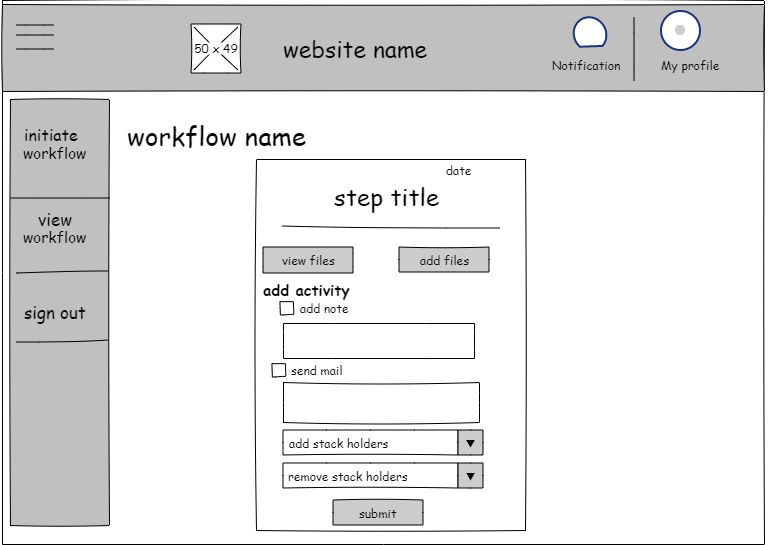 50 x 49
website name
Notification
My profile
initiate
workflow
view
workflow
sign out
workflow name
date
step title
view files
add files
add activity
add note
send mail
add stack holders
remove stack holders
submit